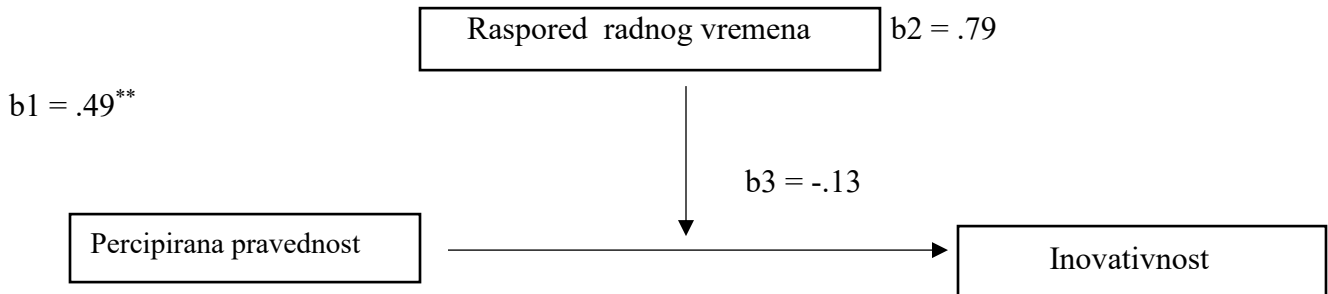 Raspored radnog vremena
b2 = .79
b1 = .49**
b3 = -.13
Percipirana pravednost
Inovativnost